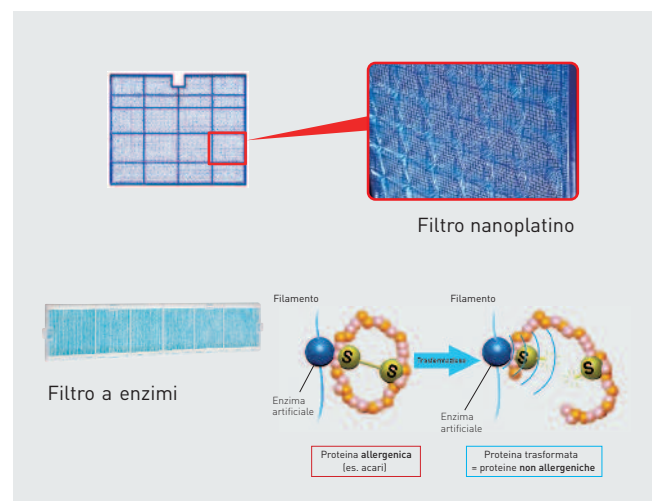 Filtro nanoplatino
Filamento
Filamento
S
S
Trasformazione
S
S
Filtro a enzimi
Enzima
artificiale
Enzima
artificiale
Proteina allergenica
(es. acari)
Proteina trasformata
= proteine non allergeniche